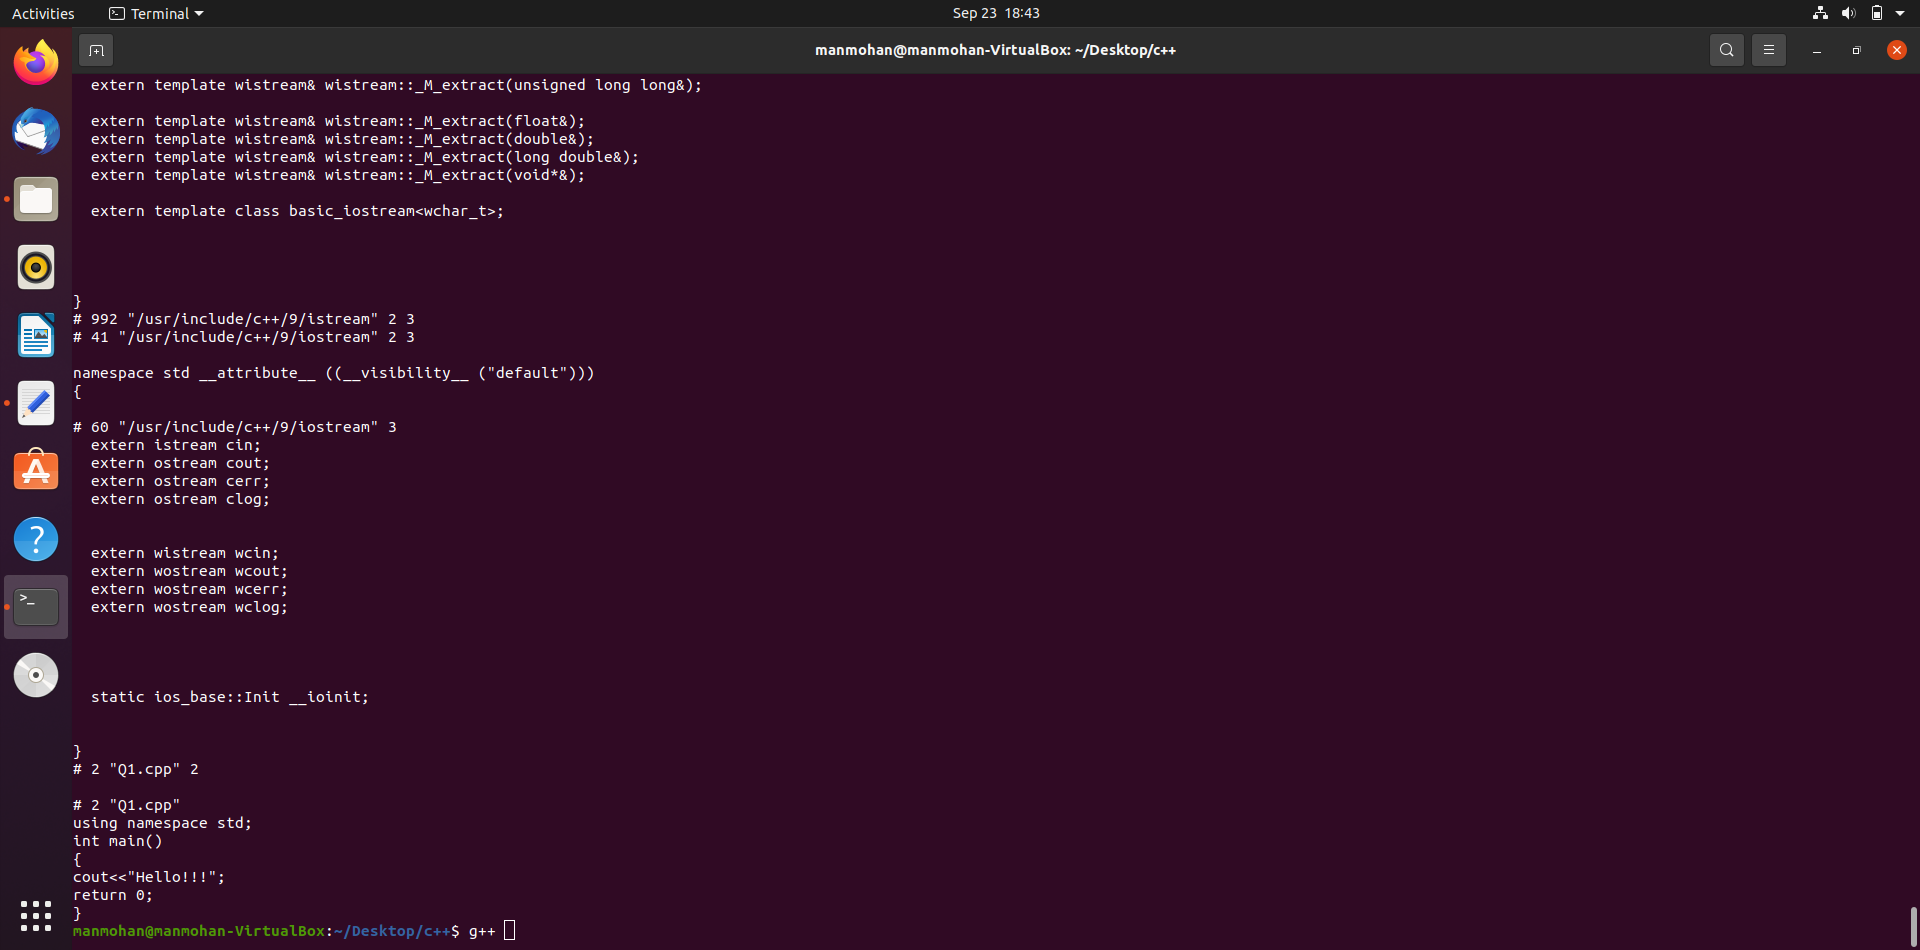 Activities
Terminal
Sep 23 18:43
manmohan@manmohan-VirtualBox: ~/Desktop/c++
extern template wistream& wistream::_M_extract(unsigned long long&);
extern template wistream& wistream::_M_extract(float&);
extern template wistream& wistream::_M_extract(double&);
extern template wistream& wistream::_M_extract(long double&);
extern template wistream& wistream::_M_extract(void*&);
extern template class basic_iostream<wchar_t>;
}
# 992 "/usr/include/c++/9/istream" 2 3
# 41 "/usr/include/c++/9/iostream" 2 3
namespace std __attribute__ ((__visibility__ ("default")))
{
# 60 "/usr/include/c++/9/iostream" 3
extern istream cin;
extern ostream cout;
extern ostream cerr;
extern ostream clog;
extern wistream wcin;
extern wostream wcout;
extern wostream wcerr;
extern wostream wclog;
static ios_base::Init __ioinit;
}
# 2 "Q1.cpp" 2
# 2 "Q1.cpp"
using namespace std;
int main()
{
cout<<"Hello!!!";
return 0;
}
manmohan@manmohan-VirtualBox:~/Desktop/c++$ g++